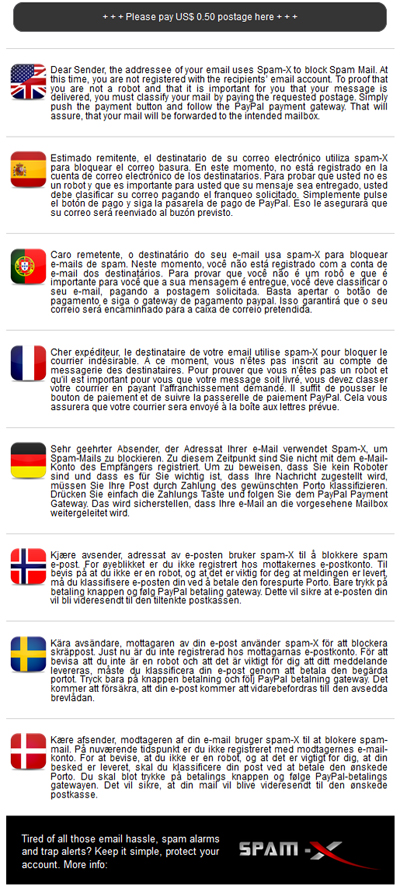 + + + Please pay US$ 0.50 postage here + + +
Dear Sender, the addressee of your email uses Spam-X to block Spam Mail. At
this time, you are not registered with the recipients' email account. To proof that
you are not a robot and that it is important for you that your message is
delivered, you must classify your mail by paying the requested postage. Simply
push the payment button and follow the PayPal payment gateway. That will
assure, that your mail will be forwarded to the intended mailbox.
Estimado remitente, el destinatario de su correo electrónico utiliza spam-X
para bloquear el correo basura. En este momento, no está registrado en la
cuenta de correo electrónico de los destinatarios. Para probar que usted no es
un robot y que es importante para usted que su mensaje sea entregado, usted
debe clasificar su correo pagando el franqueo solicitado. Simplemente pulse
el botón de pago y siga la pasarela de pago de PayPal. Eso le asegurará que
su correo será reenviado al buzón previsto.
Caro remetente, o destinatário do seu e-mail usa spam-X para bloquear
e-mails de spam. Neste momento, você não está registrado com a conta de
e-mail dos destinatários. Para provar que você não é um robô e que é
importante para você que a sua mensagem é entregue, você deve classificar o
seu e-mail, pagando a postagem solicitada. Basta apertar o botão de
pagamento e siga o gateway de pagamento paypal. Isso garantirá que o seu
correio será encaminhado para a caixa de correio pretendida.
Cher expéditeur, le destinataire de votre email utilise spam-X pour bloquer le
courrier indésirable. À ce moment, vous n'êtes pas inscrit au compte de
messagerie des destinataires. Pour prouver que vous n'êtes pas un robot et
qu'il est important pour vous que votre message soit livré, vous devez classer
votre courrier en payant l'affranchissement demandé. Il suffit de pousser le
bouton de paiement et de suivre la passerelle de paiement PayPal. Cela vous
assurera que votre courrier sera envoyé à la boîte aux lettres prévue.
Sehr geehrter Absender, der Adressat Ihrer e-Mail verwendet Spam-X, um
Spam-Mails zu blockieren. Zu diesem Zeitpunkt sind Sie nicht mit dem e-Mail-
Konto des Empfängers registriert. Um zu beweisen, dass Sie kein Roboter
sind und dass es für Sie wichtig ist, dass Ihre Nachricht zugestellt wird,
müssen Sie Ihre Post durch Zahlung des gewünschten Porto klassifizieren.
Drücken Sie einfach die Zahlungs Taste und folgen Sie dem PayPal Payment
Gateway. Das wird sicherstellen, dass Ihre e-Mail an die vorgesehene Mailbox
weitergeleitet wird.
Kjære avsender, adressat av e-posten bruker spam-X til å blokkere spam
e-post. For øyeblikket er du ikke registrert hos mottakernes e-postkonto. Til
bevis på at du ikke er en robot, og at det er viktig for deg at meldingen er levert,
må du klassifisere e-posten din ved å betale den forespurte Porto. Bare trykk på
betaling knappen og følg PayPal betaling gateway. Dette vil sikre at e-posten din
vil bli videresendt til den tiltenkte postkassen.
Kära avsändare, mottagaren av din e-post använder spam-X för att blockera
skräppost. Just nu är du inte registrerad hos mottagarnas e-postkonto. För att
bevisa att du inte är en robot och att det är viktigt för dig att ditt meddelande
levereras, måste du klassificera din e-post genom att betala den begärda
portot. Tryck bara på knappen betalning och följ PayPal betalning gateway. Det
kommer att försäkra, att din e-post kommer att vidarebefordras till den avsedda
brevlådan.
Kære afsender, modtageren af din e-mail bruger spam-X til at blokere spam-
mail. På nuværende tidspunkt er du ikke registreret med modtagernes e-mail-
konto. For at bevise, at du ikke er en robot, og at det er vigtigt for dig, at din
besked er leveret, skal du klassificere din post ved at betale den ønskede
Porto. Du skal blot trykke på betalings knappen og følge PayPal-betalings
gatewayen. Det vil sikre, at din mail vil blive videresendt til den ønskede
postkasse.
Tired of all those email hassle, spam alarms
and trap alerts? Keep it simple, protect your
account. More info:
SPAM-X